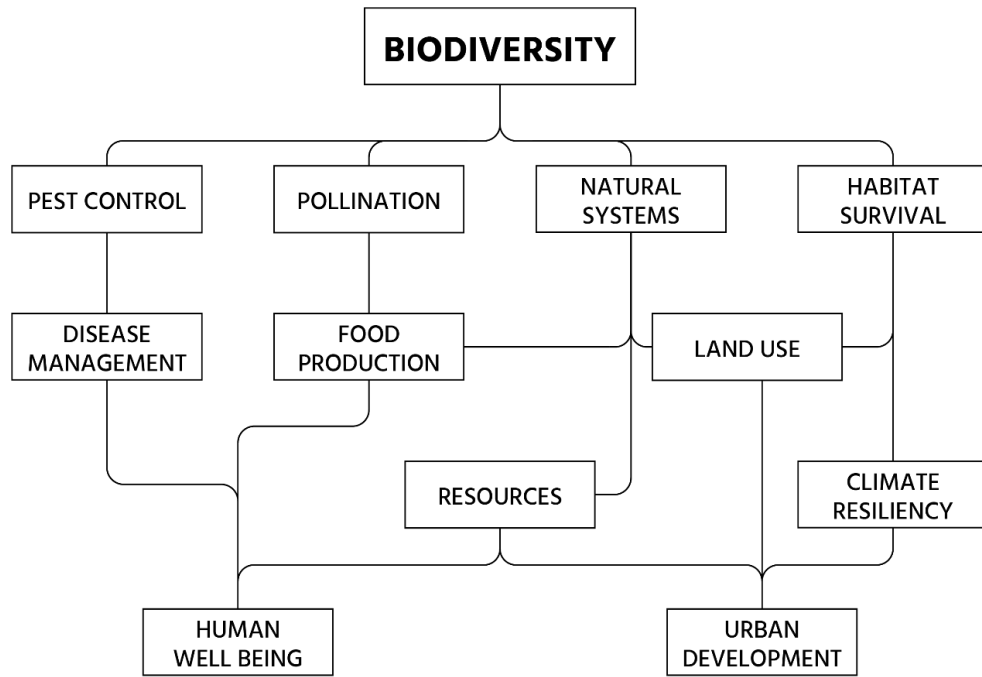 BIODIVERSITY
PEST CONTROL
POLLINATION
NATURAL
SYSTEMS
HABITAT
SURVIVAL
DISEASE
MANAGEMENT
FOOD
PRODUCTION
LAND USE
RESOURCES
CLIMATE
RESILIENCY
HUMAN
WELL BEING
URBAN
DEVELOPMENT